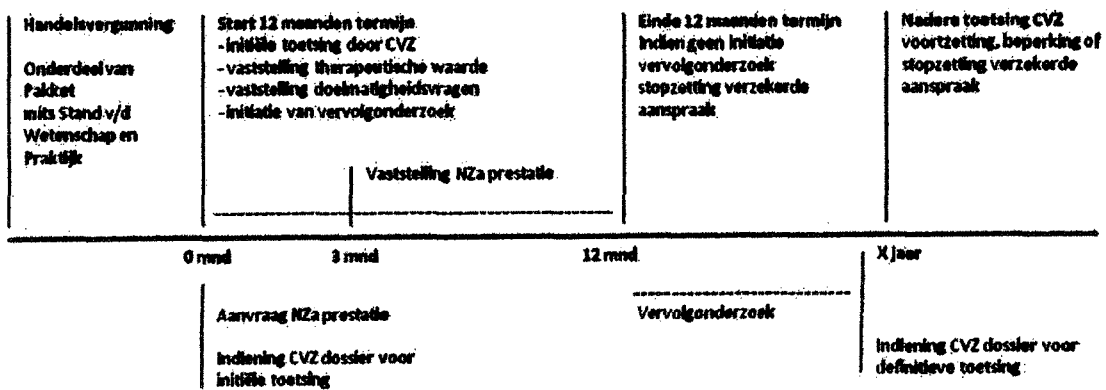 Handelsvergunning
Onderdeel van
Pakket
mits Stand v/d
Wetenschap en
Praktijk
Start 12 maanden termijn
-initiële toetsing door CVZ
-vaststelling therapeutische waarde
-vaststelling doelmatigheidsvragen
-initiatie van vervolgonderzoek
Vaststelling NZa prestatie
Einde 12 maanden termijn
Indien geen initiatie
vervolgonderzoek
stopzetting verzekerde
aanspraak
Nadere toetsing CVZ
voortzetting, beperking of
stopzetting verzekerde
aanspraak
0 mnd
3 mnd
12 mnd
X jaar
Aanvraag NZa prestatie
Indiening CVZ dossier voor
initiële toetsing
Vervolgonderzoek
Indiening CVZ dossier voor
definitieve toetsing